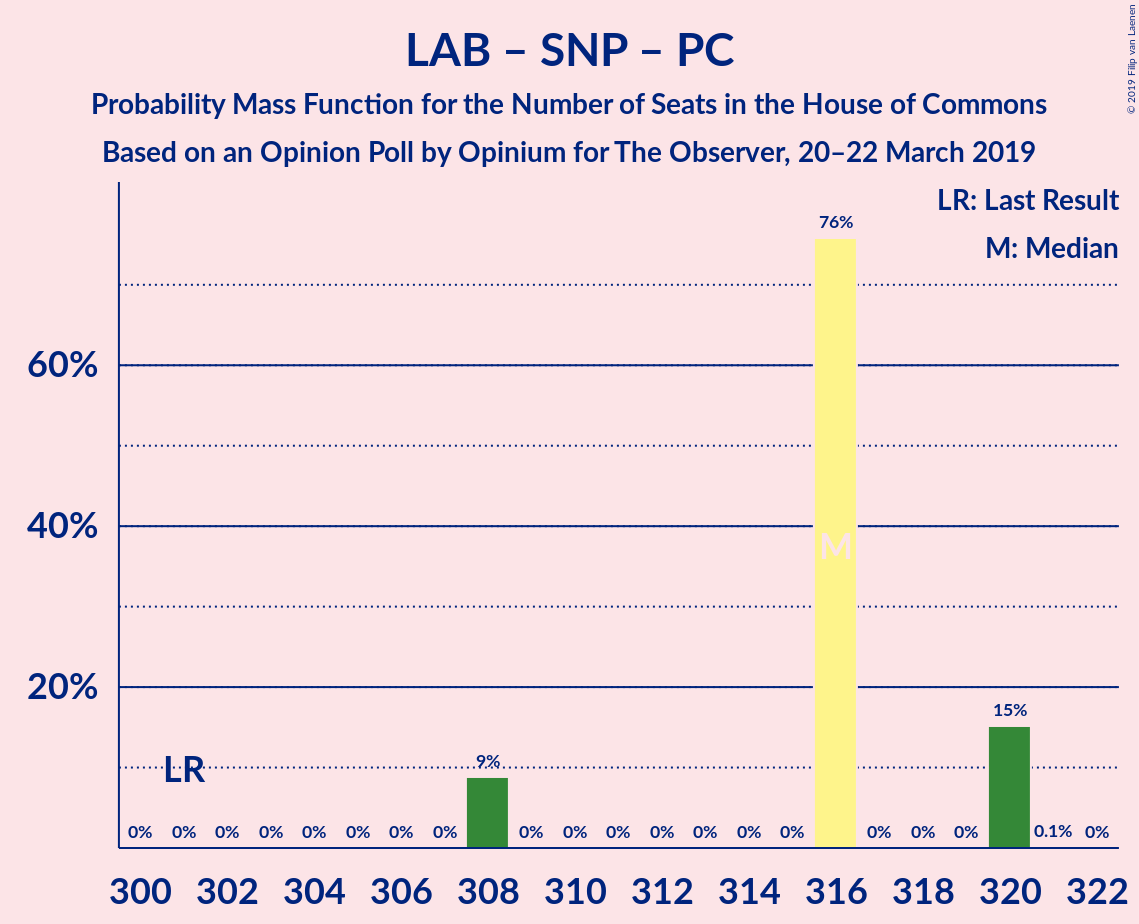 LAB – SNP – PC
Probability Mass Function for the Number of Seats in the House of Commons
Based on an Opinion Poll by Opinium for The Observer, 20–22 March 2019
© 2019 Filip van Laenen
LR: Last Result
M: Median
76%
60%
40%
M
20%
15%
LR
9%
0% 0% 0% 0% 0% 0% 0% 0% 0% 0% 0% 0% 0% 0% 0% 0% 0% 0% 0.1% 0%
300 302 304 306 308 310 312 314 316 318 320 322